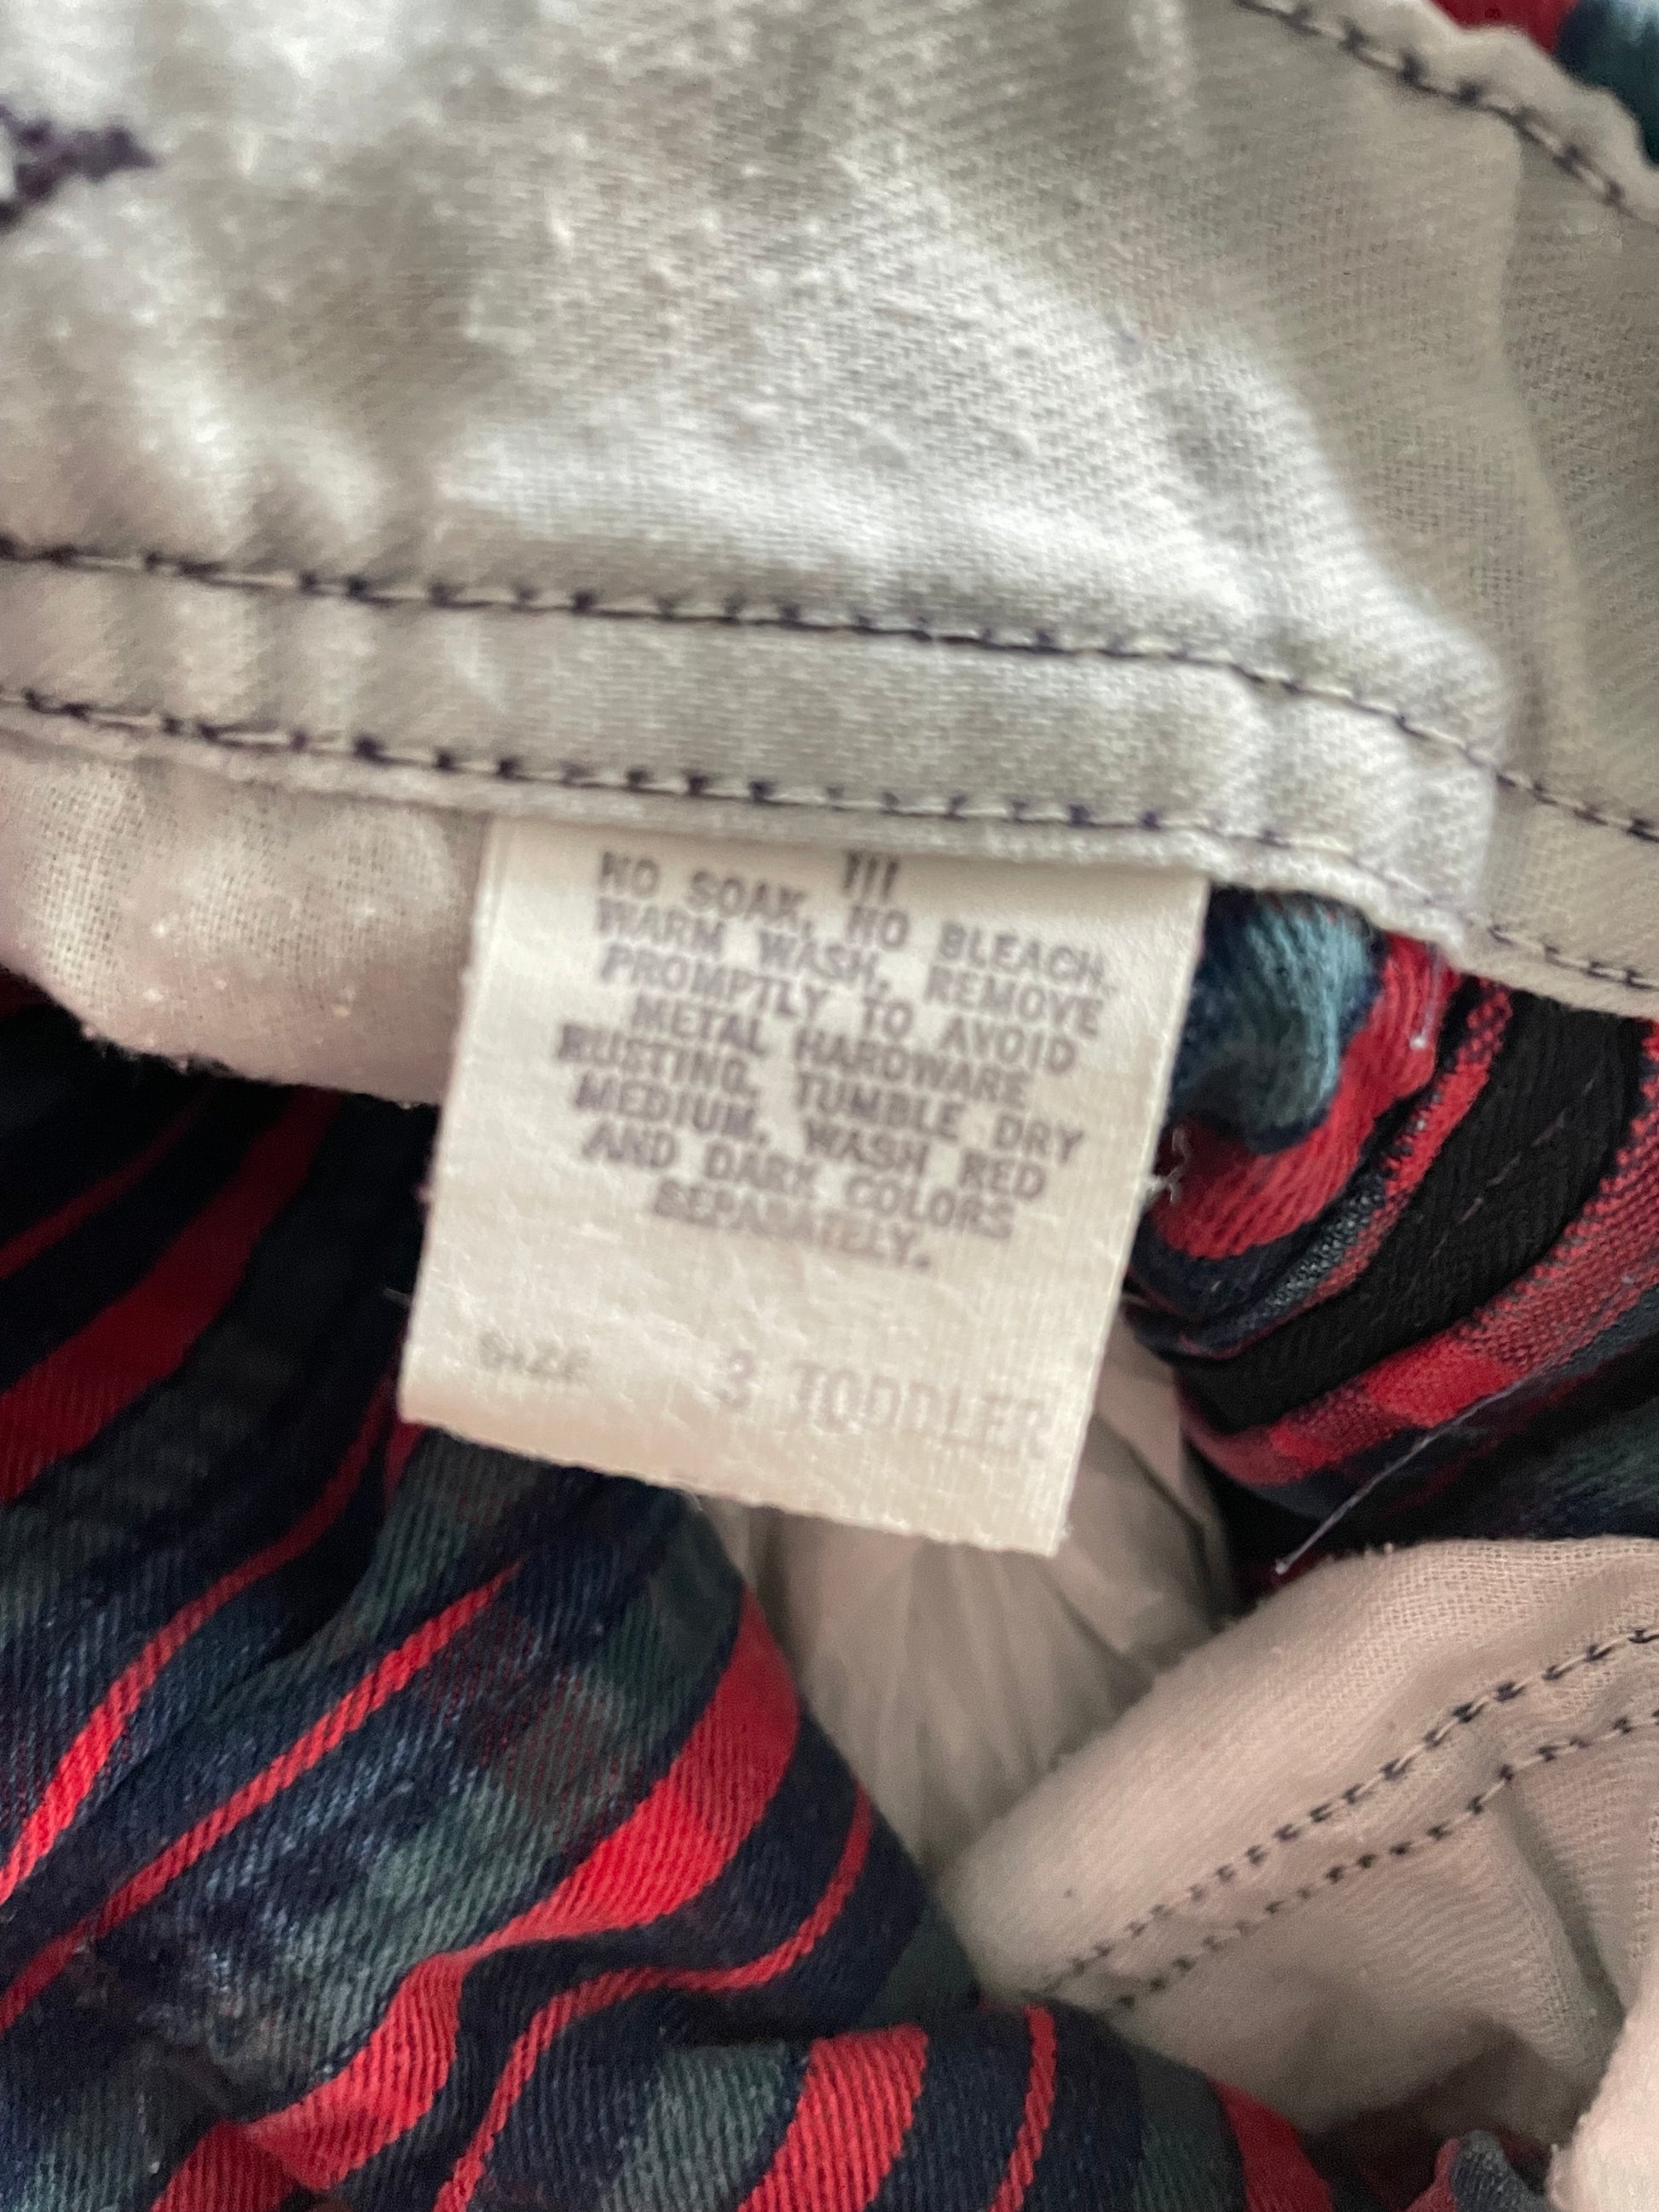 III
NO SOAK, NO BLEACH.
WARM WASH, REMOVE
PROMPTLY TO AVOID
METAL HARDWARE
RUSTING. TUMBLE DRY
MEDIUM. WASH RED
AND DARK COLORS
SEPARATELY.
SIZE 3 TODDLER